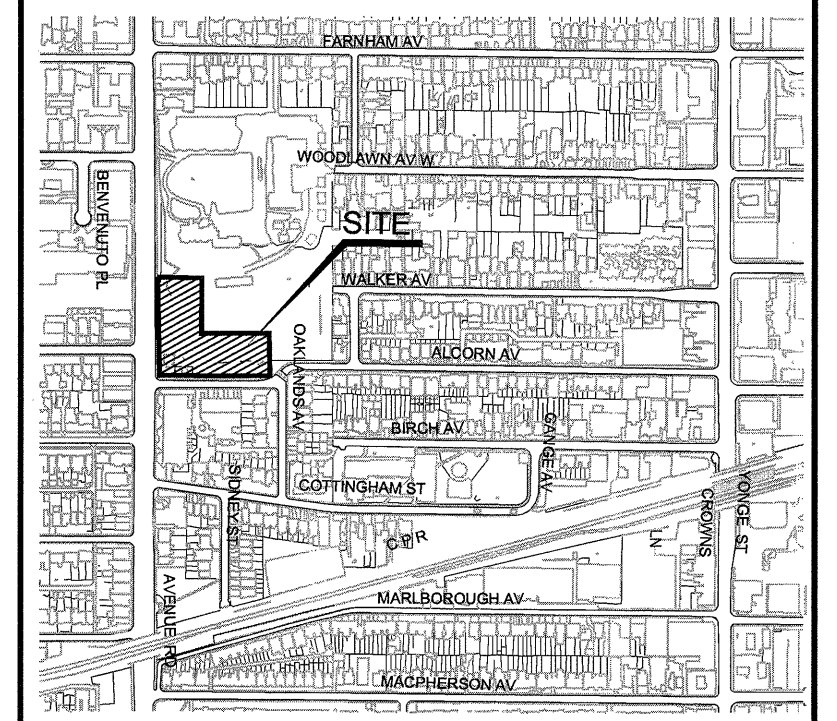 FARNHAM AV
WOODLAWN AV W
BENVENUTO PL
SITE
WALKER AV
OAKLANDS AV
ALCORN AV
BIRCH AV
GANGE AV
SIDNEY ST
COTTINGHAM ST
YONGE ST
CROWNS
LN
CPR
AVENUE RD
MARLBOROUGH AV
MACPHERSON AV